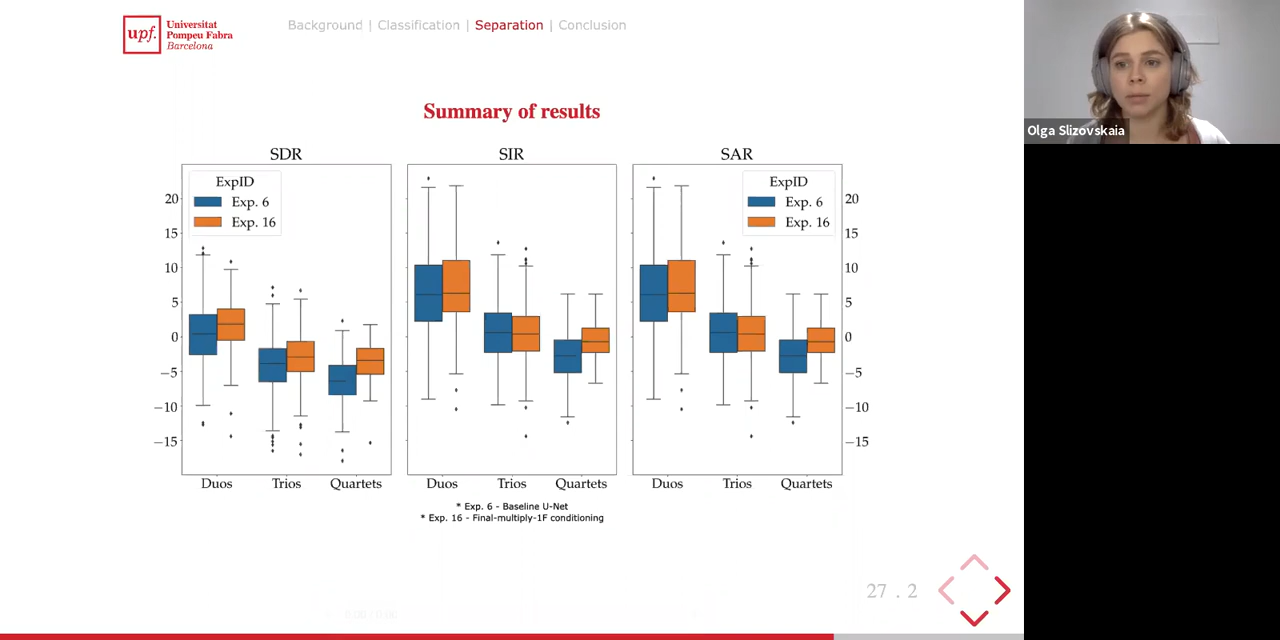 upf.
Universitat
Pompeu Fabra
Barcelona
Background | Classification | Separation | Conclusion
Olga Slizovskaia
Summary of results
SDR
SIR
SAR
ExpID
Exp. 6
Exp. 16
ExpID
Exp. 6
Exp. 16
20
15
10
5
0
−5
−10
−15
20
15
10
5
0
−5
−10
−15
Duos Trios Quartets
Duos Trios Quartets
Duos Trios Quartets
* Exp. 6 - Baseline U-Net
* Exp. 16 - Final-multiply-1F conditioning
27 . 2